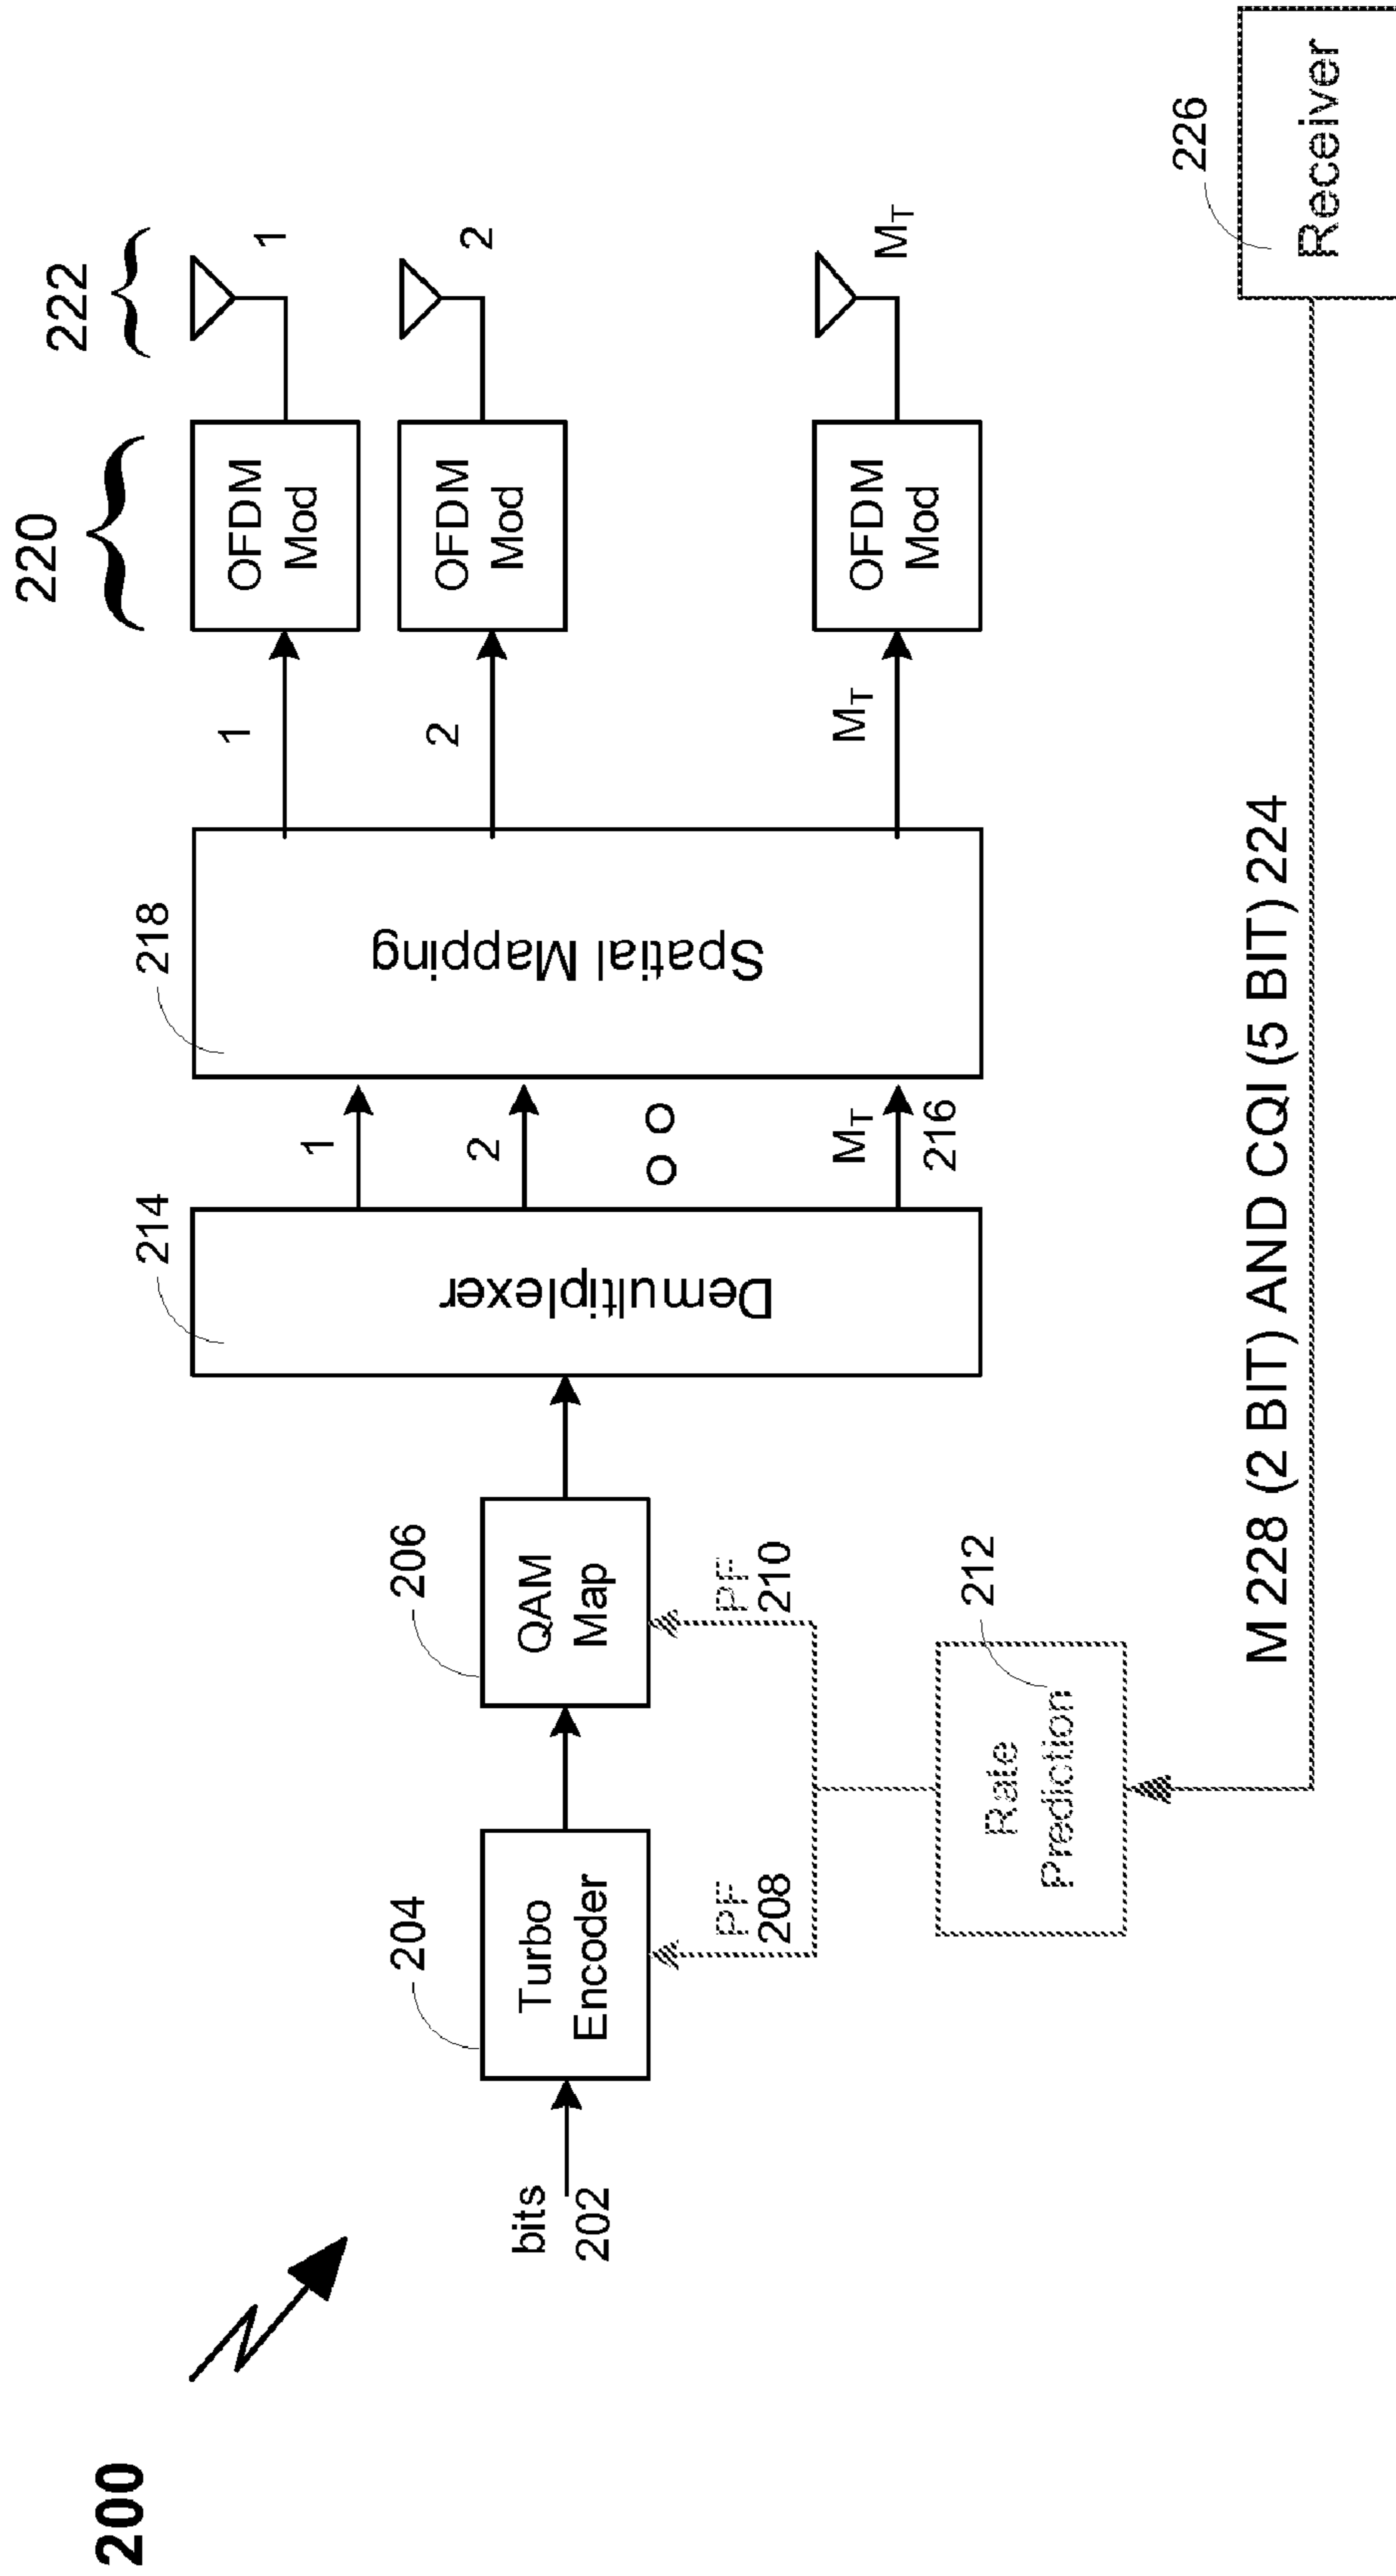 200
bits
202
204
Turbo
Encoder
PF
208
206
QAM
Map
PF
210
Rate
Prediction
212
214
Demultiplexer
1
2
O O
M_T
216
218
Spatial Mapping
1
2
M_T
220
OFDM
Mod
OFDM
Mod
OFDM
Mod
222
1
2
M_T
M 228 (2 BIT) AND CQI (5 BIT) 224
226
Receiver